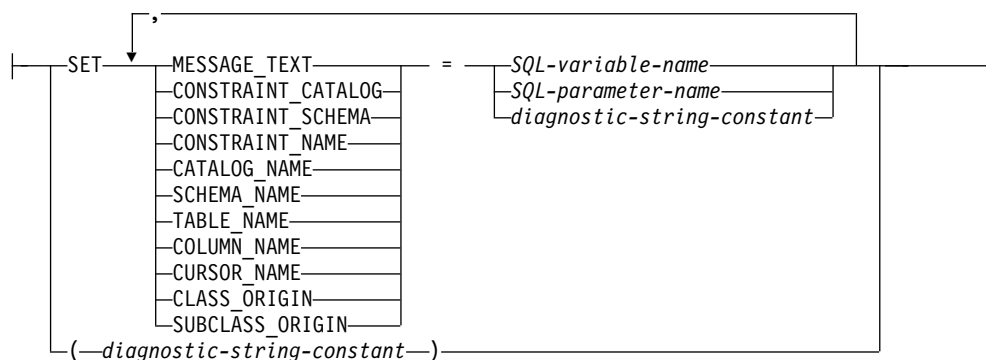 ,
SET MESSAGE_TEXT = SQL-variable-name
CONSTRAINT_CATALOG SQL-parameter-name
CONSTRAINT_SCHEMA diagnostic-string-constant
CONSTRAINT_NAME
CATALOG_NAME
SCHEMA_NAME
TABLE_NAME
COLUMN_NAME
CURSOR_NAME
CLASS_ORIGIN
SUBCLASS_ORIGIN
( diagnostic-string-constant )